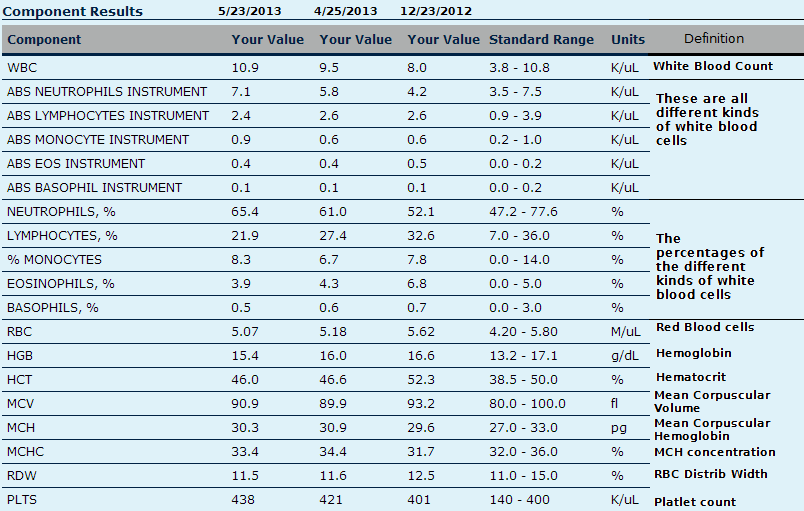 Component Results 5/23/2013 4/25/2013 12/23/2012
Component Your Value Your Value Your Value Standard Range Units Definition
WBC 10.9 9.5 8.0 3.8 - 10.8 K/uL White Blood Count
ABS NEUTROPHILS INSTRUMENT 7.1 5.8 4.2 3.5 - 7.5 K/uL
ABS LYMPHOCYTES INSTRUMENT 2.4 2.6 2.6 0.9 - 3.9 K/uL
ABS MONOCYTE INSTRUMENT 0.9 0.6 0.6 0.2 - 1.0 K/uL
ABS EOS INSTRUMENT 0.4 0.4 0.5 0.0 - 0.2 K/uL
ABS BASOPHIL INSTRUMENT 0.1 0.1 0.1 0.0 - 0.2 K/uL
These are all
different kinds
of white blood
cells
NEUTROPHILS, % 65.4 61.0 52.1 47.2 - 77.6 %
LYMPHOCYTES, % 21.9 27.4 32.6 7.0 - 36.0 %
% MONOCYTES 8.3 6.7 7.8 0.0 - 14.0 %
EOSINOPHILS, % 3.9 4.3 6.8 0.0 - 5.0 %
BASOPHILS, % 0.5 0.6 0.7 0.0 - 3.0 %
The
percentages of
the different
kinds of white
blood cells
RBC 5.07 5.18 5.62 4.20 - 5.80 M/uL Red Blood cells
HGB 15.4 16.0 16.6 13.2 - 17.1 g/dL Hemoglobin
HCT 46.0 46.6 52.3 38.5 - 50.0 % Hematocrit
MCV 90.9 89.9 93.2 80.0 - 100.0 fl Mean Corpuscular
Volume
MCH 30.3 30.9 29.6 27.0 - 33.0 pg Mean Corpuscular
Hemoglobin
MCHC 33.4 34.4 31.7 32.0 - 36.0 % MCH concentration
RDW 11.5 11.6 12.5 11.0 - 15.0 % RBC Distrib Width
PLTS 438 421 401 140 - 400 K/uL Platlet count